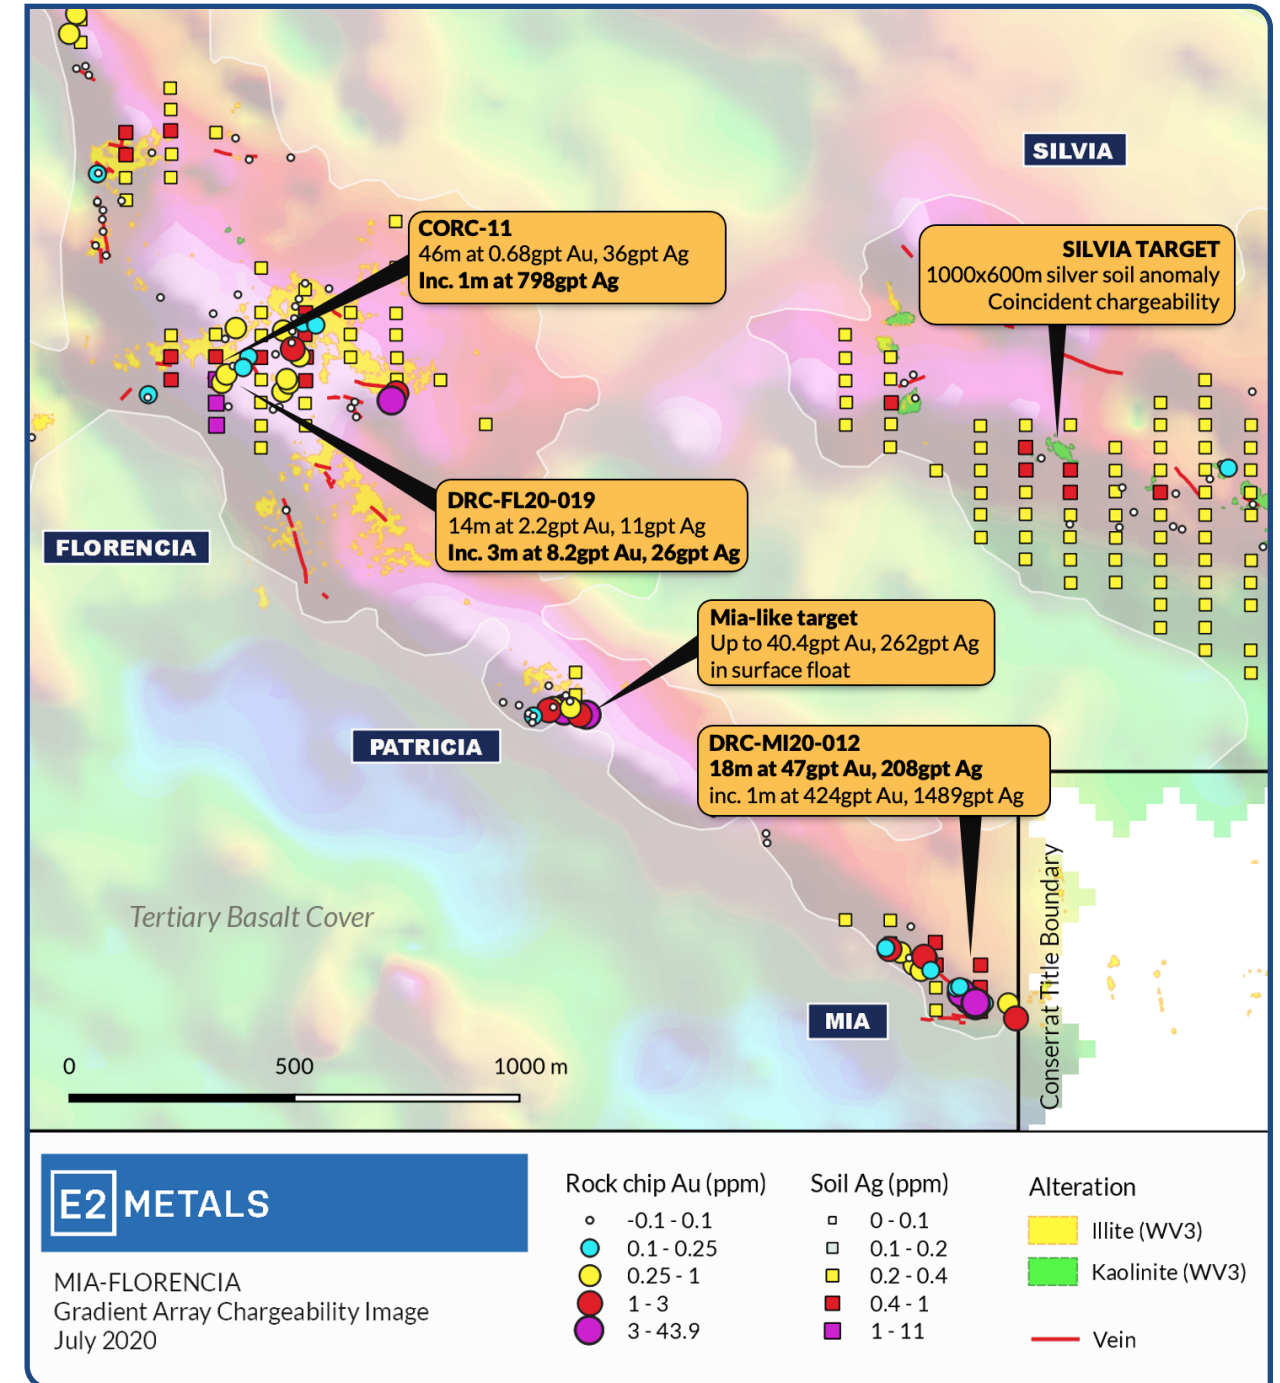 SILVIA
CORC-11
46m at 0.68gpt Au, 36gpt Ag
Inc. 1m at 798gpt Ag
SILVIA TARGET
1000x600m silver soil anomaly
Coincident chargeability
DRC-FL20-019
14m at 2.2gpt Au, 11gpt Ag
Inc. 3m at 8.2gpt Au, 26gpt Ag
FLORENCIA
Mia-like target
Up to 40.4gpt Au, 262gpt Ag
in surface float
PATRICIA
DRC-MI20-012
18m at 47gpt Au, 208gpt Ag
inc. 1m at 424gpt Au, 1489gpt Ag
Tertiary Basalt Cover
Conserrat Title Boundary
MIA
0 500 1000 m
E2 METALS
MIA-FLORENCIA
Gradient Array Chargeability Image
July 2020
Rock chip Au (ppm)
-0.1 - 0.1
0.1 - 0.25
0.25 - 1
1 - 3
3 - 43.9
Soil Ag (ppm)
0 - 0.1
0.1 - 0.2
0.2 - 0.4
0.4 - 1
1 - 11
Alteration
Illite (WV3)
Kaolinite (WV3)
Vein